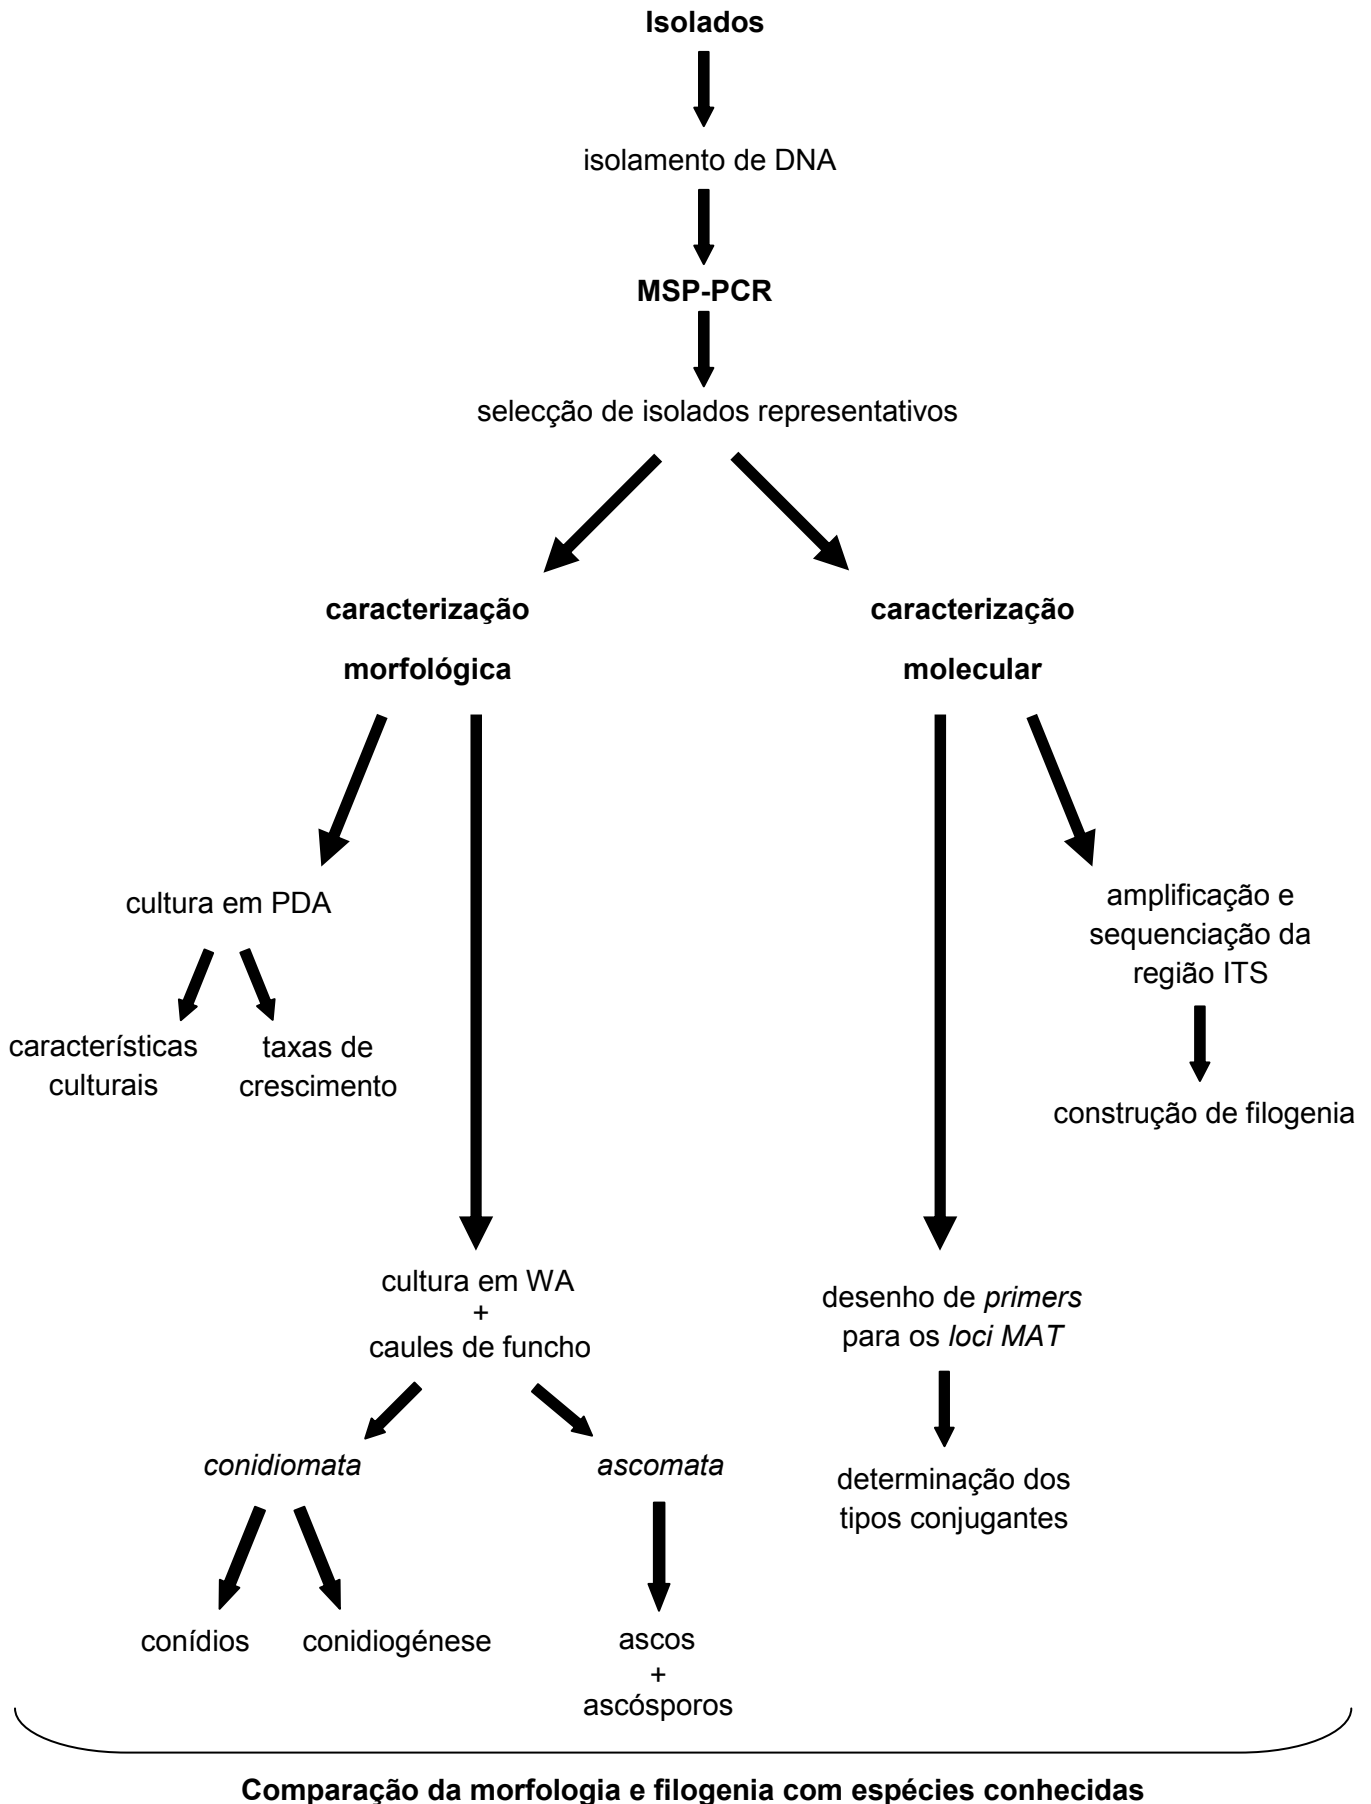 Isolados
isolamento de DNA
MSP-PCR
selecção de isolados representativos
caracterização
morfológica
caracterização
molecular
cultura em PDA
características
culturais
taxas de
crescimento
amplificação e
sequenciação da
região ITS
construção de filogenia
cultura em WA
+
caules de funcho
conidiomata
ascomata
conídios
conidiogénese
ascos
+
ascósporos
desenho de primers
para os loci MAT
determinação dos
tipos conjugantes
Comparação da morfologia e filogenia com espécies conhecidas